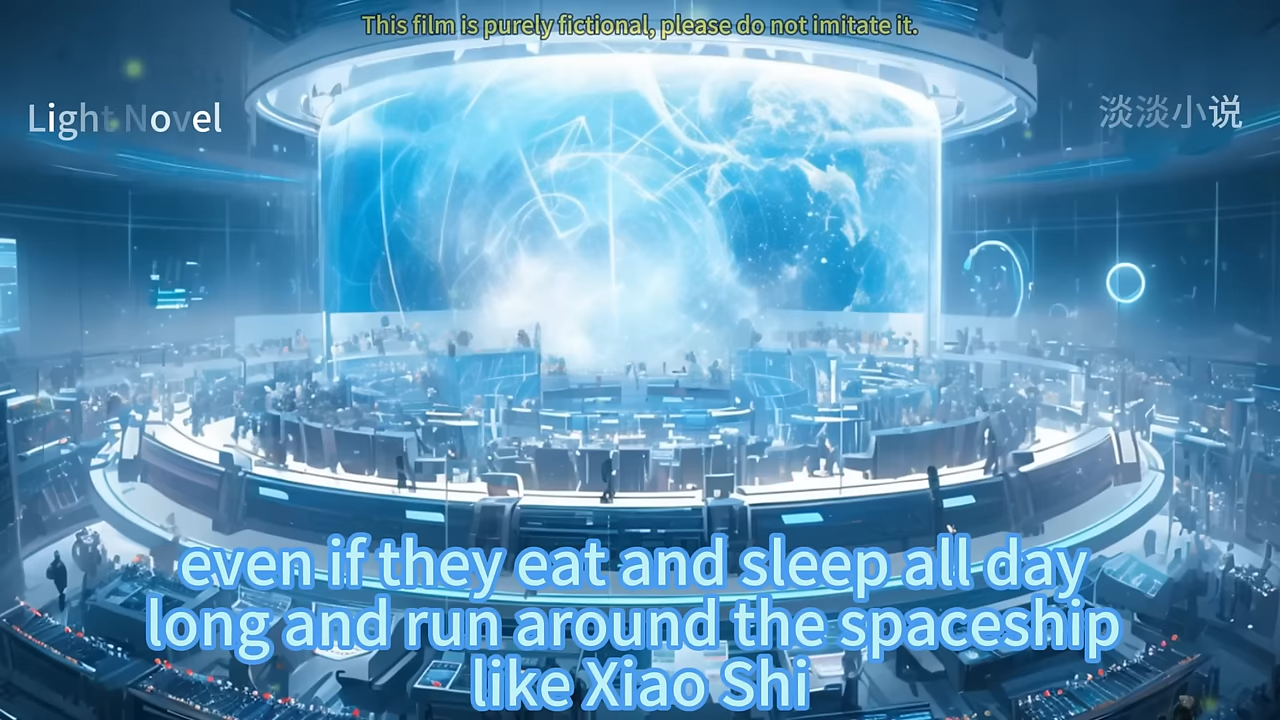 This film is purely fictional, please do not imitate it.
Light Novel
淡淡小说
even if they eat and sleep all day
long and run around the spaceship
like Xiao Shi